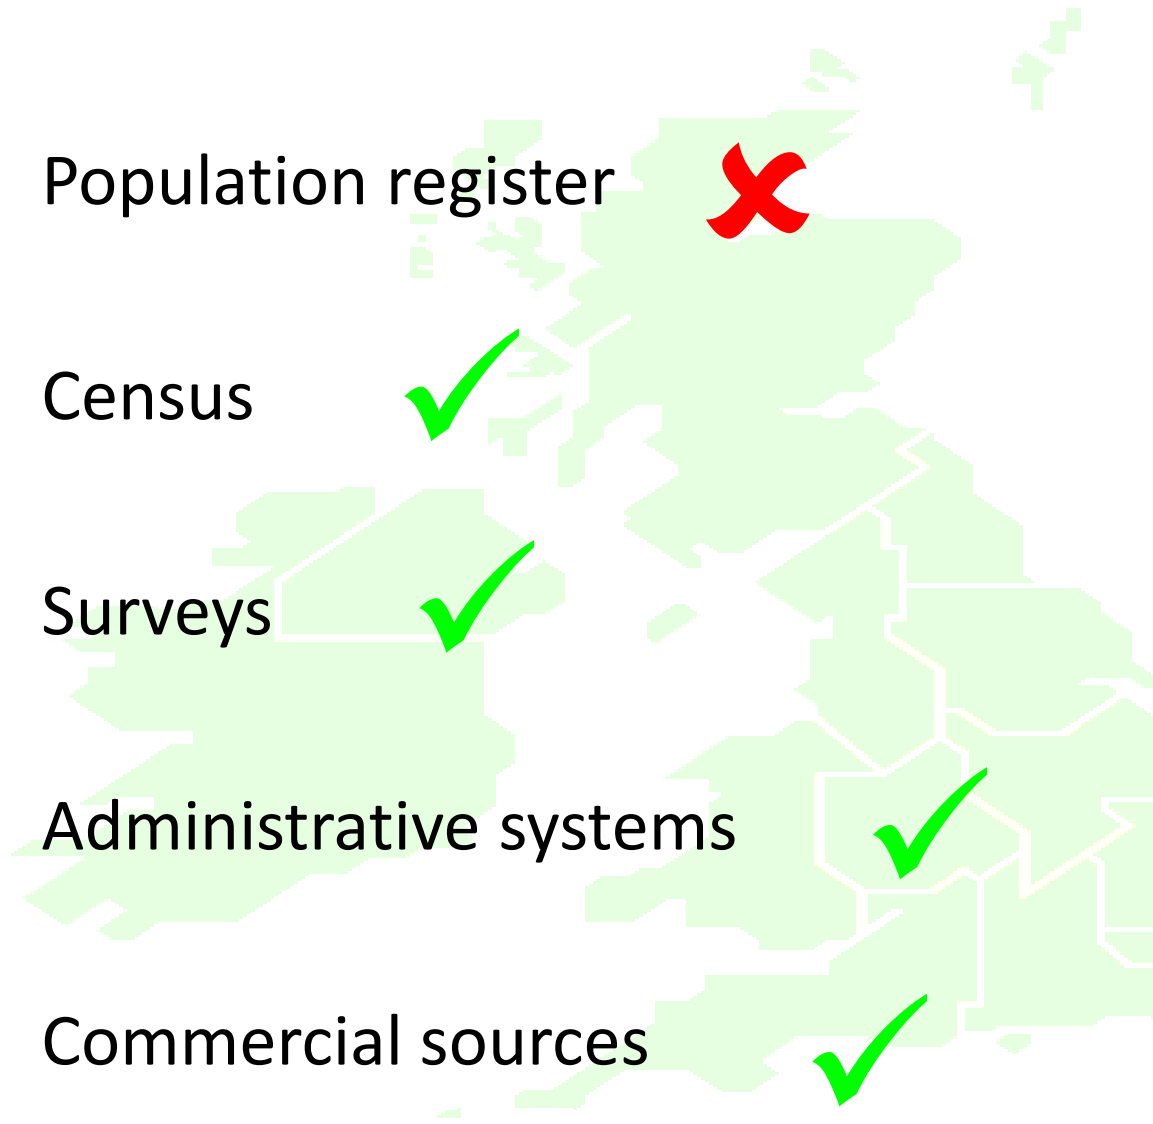 Population register
Census
Surveys
Administrative systems
Commercial sources